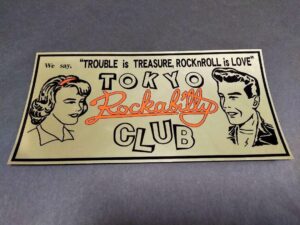 We say, "TROUBLE is TREASURE, ROCKnROLL is LOVE"
TOKYO
Rockabilly
CLUB